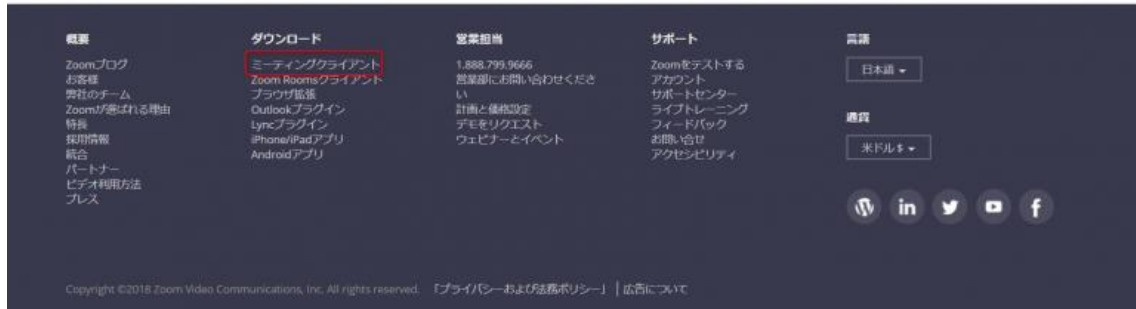 概要
Zoomブログ
お客様
弊社のチーム
Zoomが選ばれる理由
特長
採用情報
統合
パートナー
ビデオ利用方法
プレス
ダウンロード
ミーティングクライアント
Zoom Roomsクライアント
ブラウザ拡張
Outlookプラグイン
Lyncプラグイン
iPhone/iPadアプリ
Androidアプリ
営業担当
1.888.799.9666
営業部にお問い合わせくださ
い
計画と価格設定
デモをリクエスト
ウェビナーとイベント
サポート
Zoomをテストする
アカウント
サポートセンター
ライブトレーニング
フィードバック
お問い合せ
アクセシビリティ
言語
日本語
通貨
米ドル $
in
f
Copyright ©2018 Zoom Video Communications, Inc. All rights reserved. 「プライバシーおよび法務ポリシー」 | 広告について